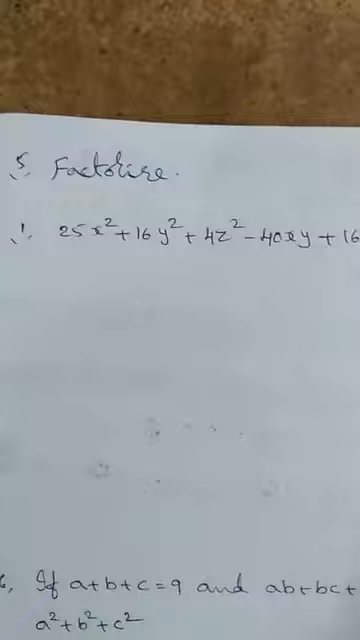 5. Factorise.
1. 25x² + 16y² + 4z² - 40xy + 16
6, If a+b+c=9 and ab+bc+
a²+b²+c²